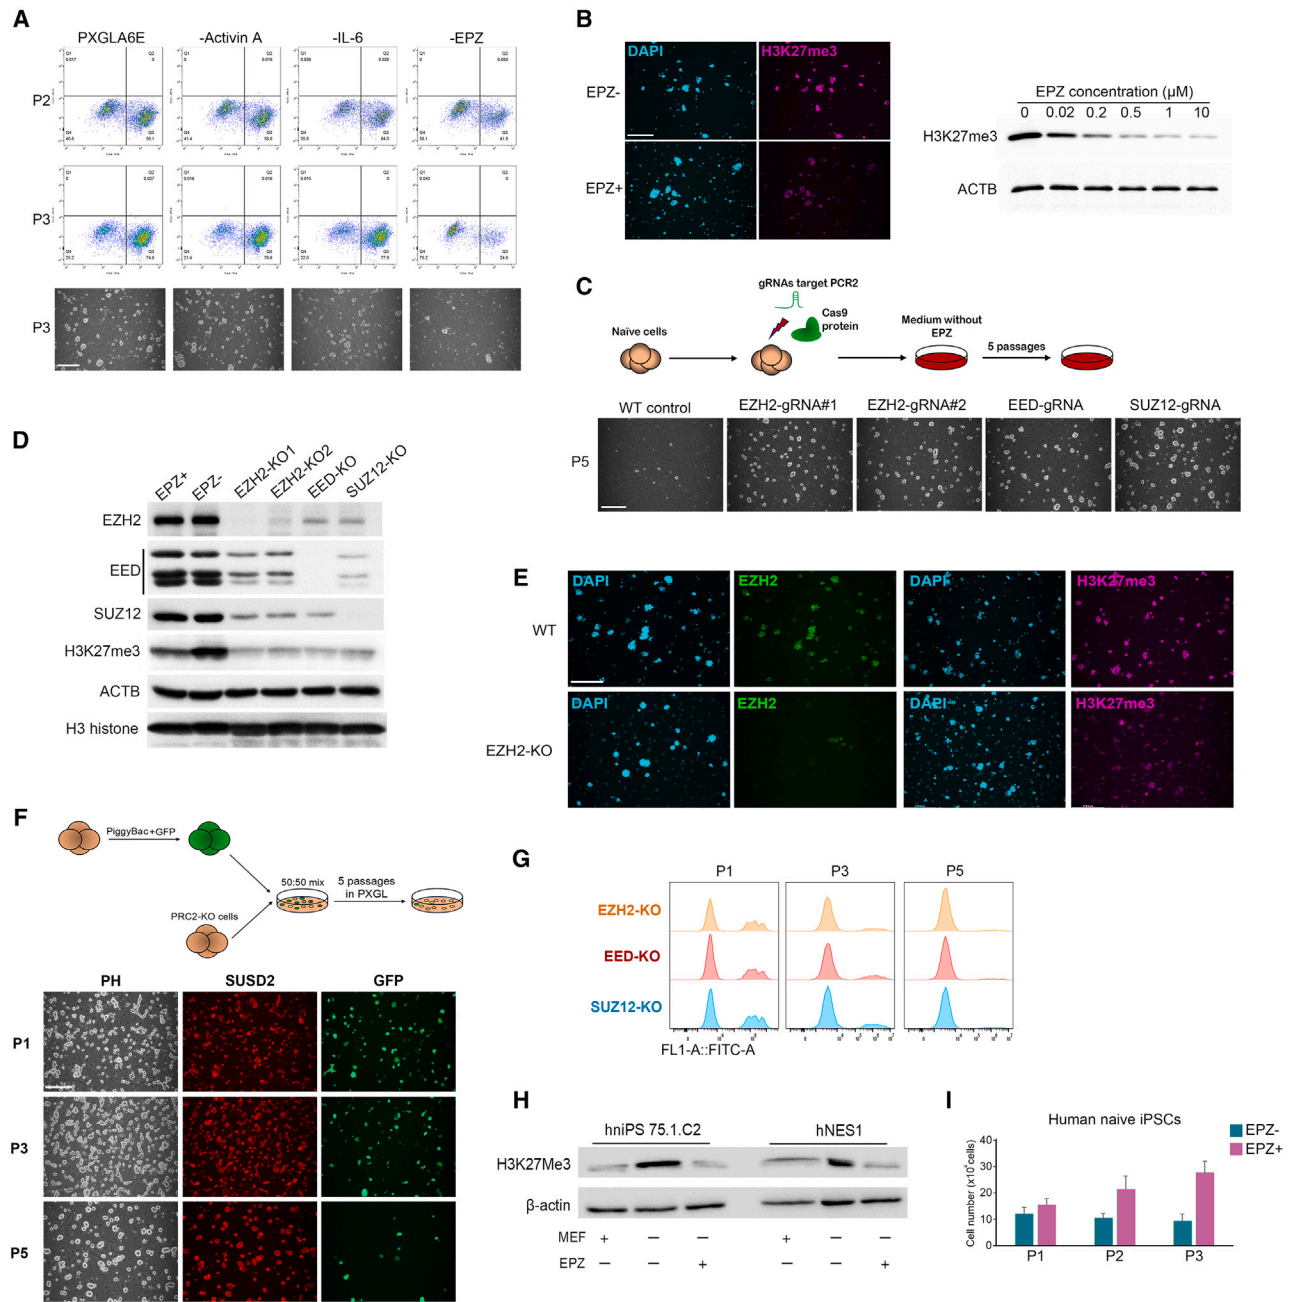 A
PXGLA6E -Activin A -IL-6 -EPZ
P2
P3
P3
B
DAPI H3K27me3
EPZ-
EPZ+
EPZ concentration (µM)
0 0.02 0.2 0.5 1 10
H3K27me3
ACTB
C
gRNAs target PCR2
Cas9
protein
Naïve cells
Medium without
EPZ
5 passages
WT control EZH2-gRNA#1 EZH2-gRNA#2 EED-gRNA SUZ12-gRNA
P5
D
EPZ+ EPZ- EZH2-KO1 EZH2-KO2 EED-KO SUZ12-KO
EZH2
EED
SUZ12
H3K27me3
ACTB
H3 histone
E
DAPI EZH2 DAPI H3K27me3
WT
DAPI EZH2 DAPI H3K27me3
EZH2-KO
F
PiggyBac+GFP
50:50 mix
5 passages
in PXGL
PRC2-KO cells
PH SUSD2 GFP
P1
P3
P5
G
P1 P3 P5
EZH2-KO
EED-KO
SUZ12-KO
FL1-A::FITC-A
H
hniPS 75.1.C2 hNES1
H3K27Me3
β-actin
MEF + − − + − −
EPZ − − + − − +
I
Human naive iPSCs
EPZ-
EPZ+
Cell number (x10⁴cells)
40
30
20
10
0
P1 P2 P3